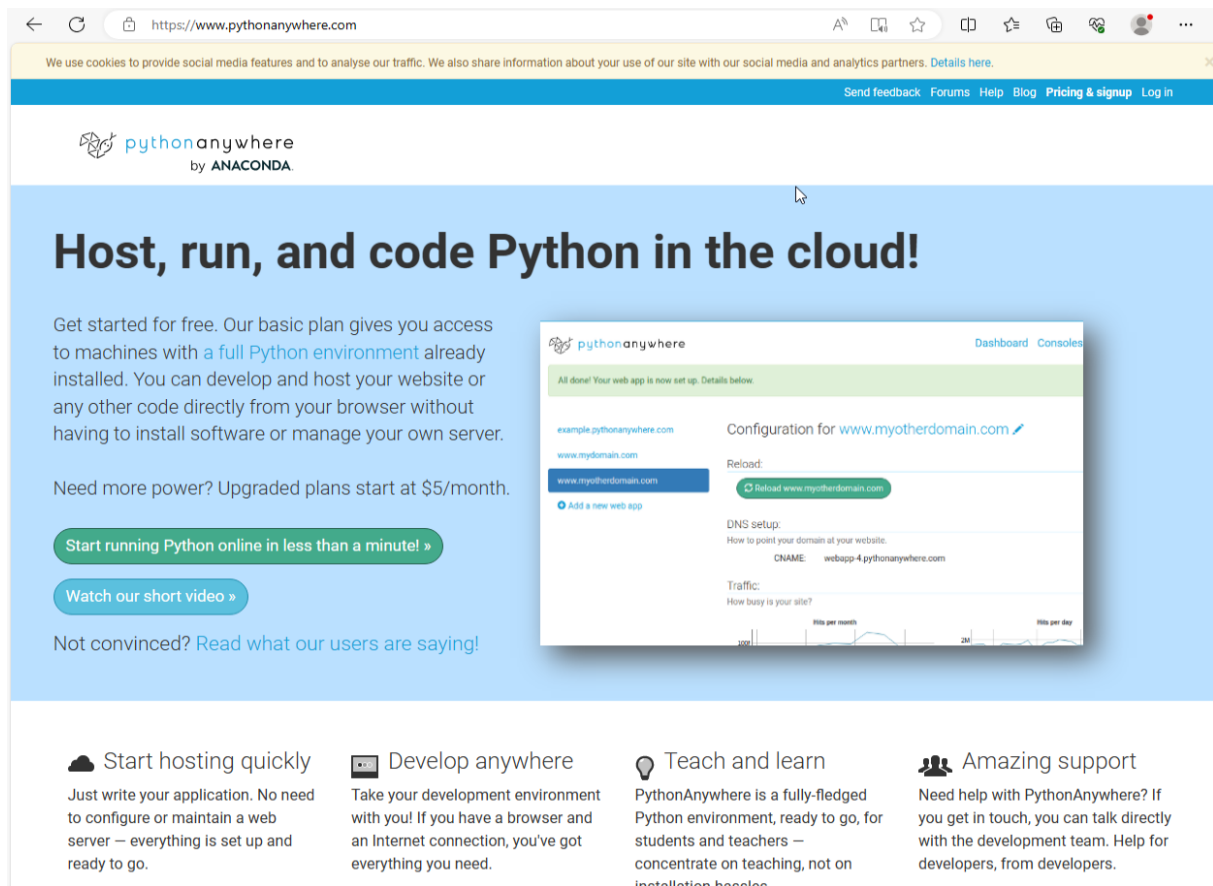 https://www.pythonanywhere.com
We use cookies to provide social media features and to analyse our traffic. We also share information about your use of our site with our social media and analytics partners. Details here.
Send feedback Forums Help Blog Pricing & signup Log in
pythonanywhere
by ANACONDA.
Host, run, and code Python in the cloud!
Get started for free. Our basic plan gives you access
to machines with a full Python environment already
installed. You can develop and host your website or
any other code directly from your browser without
having to install software or manage your own server.
Need more power? Upgraded plans start at $5/month.
Start running Python online in less than a minute! »
Watch our short video »
Not convinced? Read what our users are saying!
pythonanywhere
Dashboard Consoles
All done! Your web app is now set up. Details below.
example.pythonanywhere.com
www.mydomain.com
www.myotherdomain.com
Add a new web app
Configuration for www.myotherdomain.com
Reload:
Reload www.myotherdomain.com
DNS setup:
How to point your domain at your website.
CNAME: webapp-4.pythonanywhere.com
Traffic:
How busy is your site?
Hits per month
Hits per day
2M
Start hosting quickly
Just write your application. No need
to configure or maintain a web
server — everything is set up and
ready to go.
Develop anywhere
Take your development environment
with you! If you have a browser and
an Internet connection, you've got
everything you need.
Teach and learn
PythonAnywhere is a fully-fledged
Python environment, ready to go, for
students and teachers —
concentrate on teaching, not on
installation hassles
Amazing support
Need help with PythonAnywhere? If
you get in touch, you can talk directly
with the development team. Help for
developers, from developers.